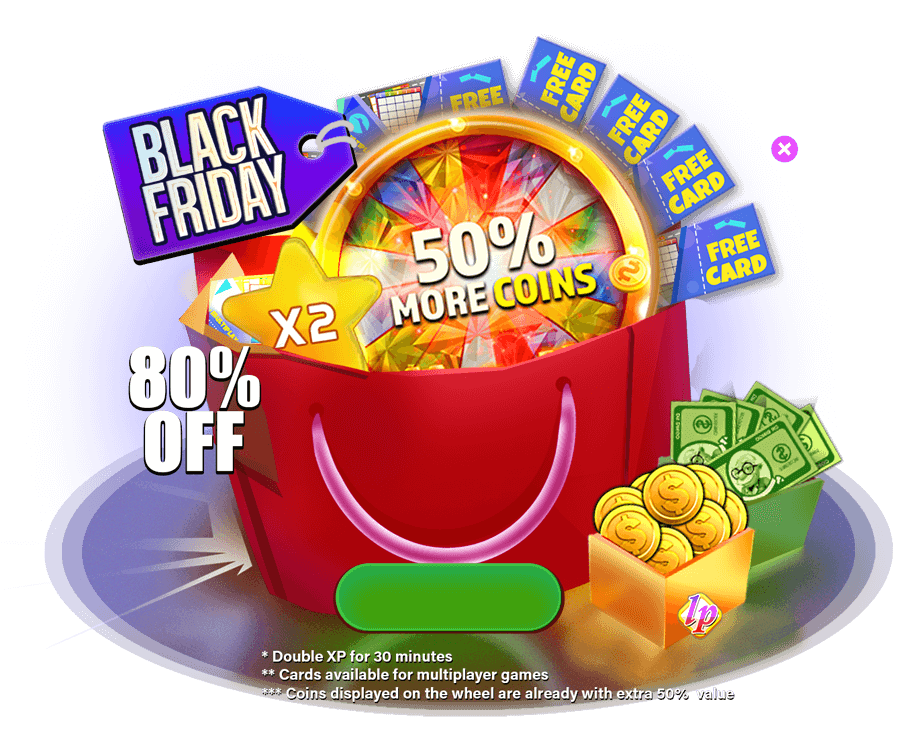 BLACK
FRIDAY
FREE
FREE
CARD
FREE
CARD
FREE
CARD
FREE
CARD
50%
MORE COINS
X2
80%
OFF
lp
* Double XP for 30 minutes
** Cards available for multiplayer games
*** Coins displayed on the wheel are already with extra 50% value